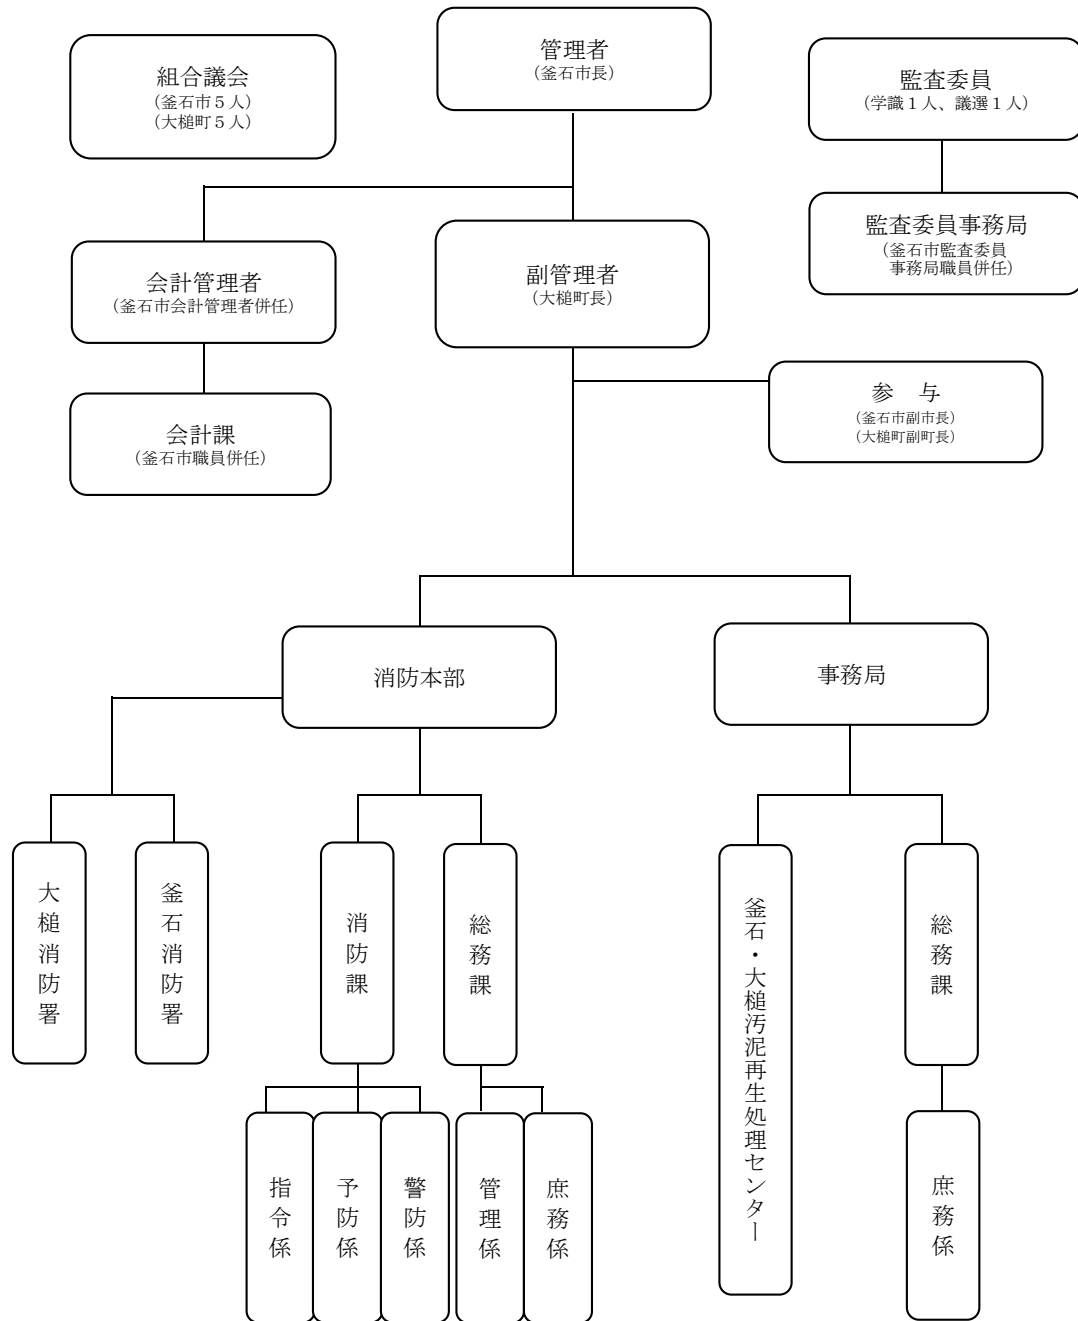 管理者
（釜石市長）
組合議会
（釜石市５人）
（大槌町５人）
監査委員
（学識１人、議選１人）
監査委員事務局
（釜石市監査委員
事務局職員併任）
会計管理者
（釜石市会計管理者併任）
副管理者
（大槌町長）
参　与
（釜石市副市長）
（大槌町副町長）
会計課
（釜石市職員併任）
消防本部
事務局
大槌消防署
釜石消防署
消防課
総務課
釜石・大槌汚泥再生処理センター
総務課
指令係
予防係
警防係
管理係
庶務係
庶務係